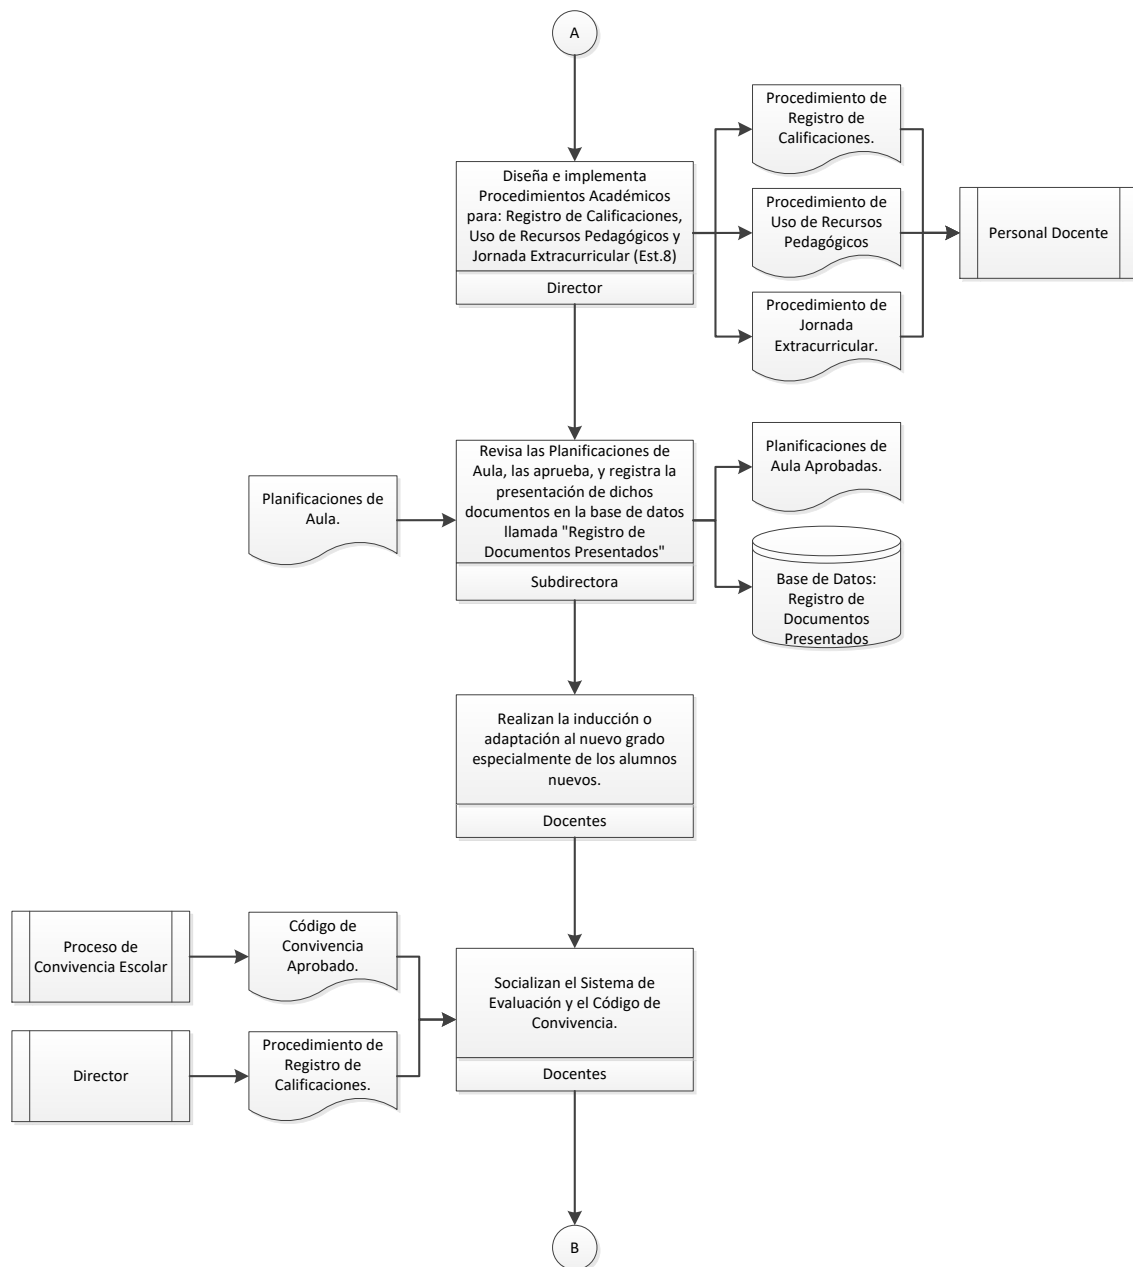 A
Diseña e implementa
Procedimientos Académicos
para: Registro de Calificaciones,
Uso de Recursos Pedagógicos y
Jornada Extracurricular (Est.8)
Director
Procedimiento de
Registro de
Calificaciones.
Procedimiento de
Uso de Recursos
Pedagógicos
Procedimiento de
Jornada
Extracurricular.
Personal Docente
Planificaciones de
Aula.
Revisa las Planificaciones de
Aula, las aprueba, y registra la
presentación de dichos
documentos en la base de datos
llamada "Registro de
Documentos Presentados"
Subdirectora
Planificaciones de
Aula Aprobadas.
Base de Datos:
Registro de
Documentos
Presentados
Realizan la inducción o
adaptación al nuevo grado
especialmente de los alumnos
nuevos.
Docentes
Proceso de
Convivencia Escolar
Código de
Convivencia
Aprobado.
Director
Procedimiento de
Registro de
Calificaciones.
Socializan el Sistema de
Evaluación y el Código de
Convivencia.
Docentes
B